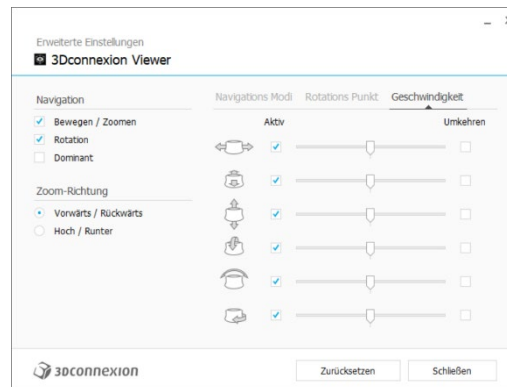 Erweiterte Einstellungen
3Dconnexion Viewer
Navigation
Bewegen / Zoomen
Rotation
Dominant
Zoom-Richtung
Vorwärts / Rückwärts
Hoch / Runter
Navigations Modi Rotations Punkt Geschwindigkeit
Aktiv Umkehren
3Dconnexion
Zurücksetzen Schließen